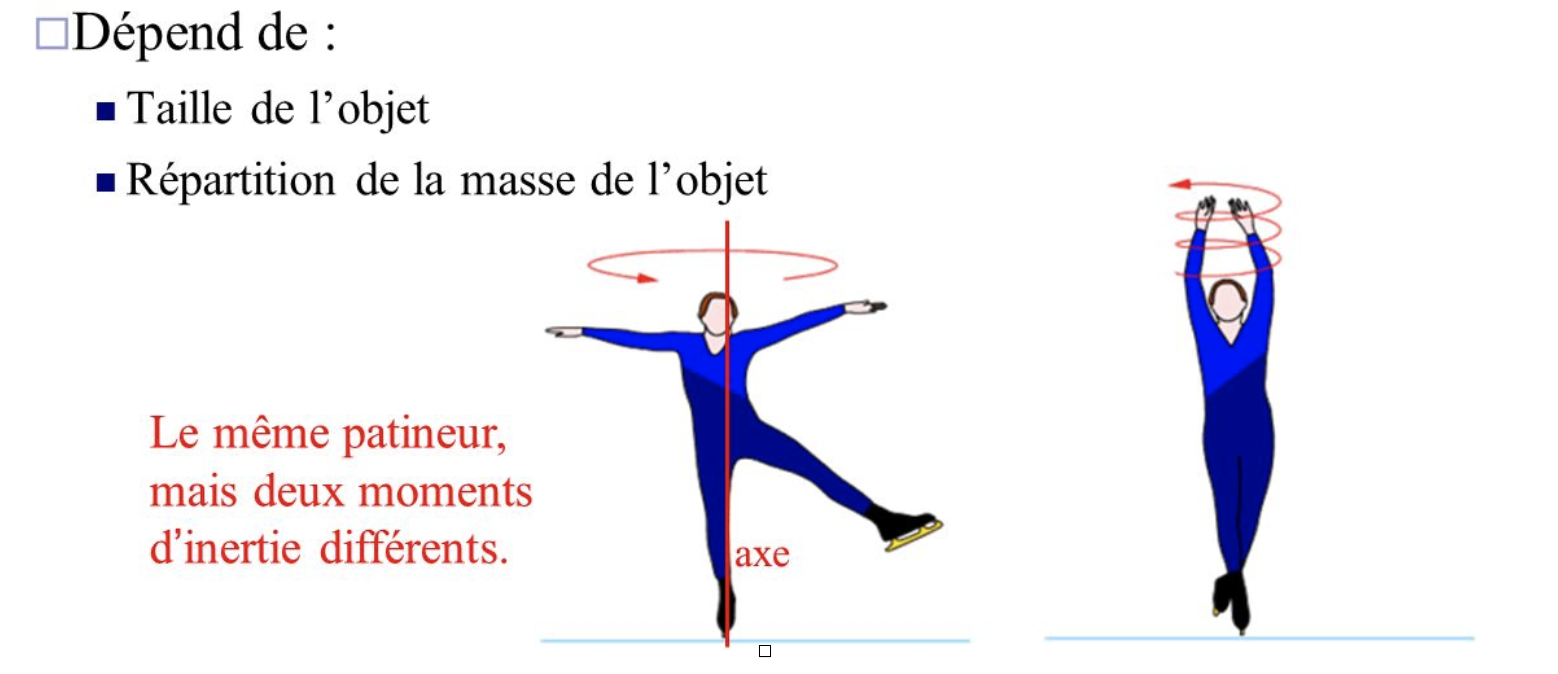 Dépend de :
Taille de l’objet
Répartition de la masse de l’objet
Le même patineur,
mais deux moments
d’inertie différents.
axe